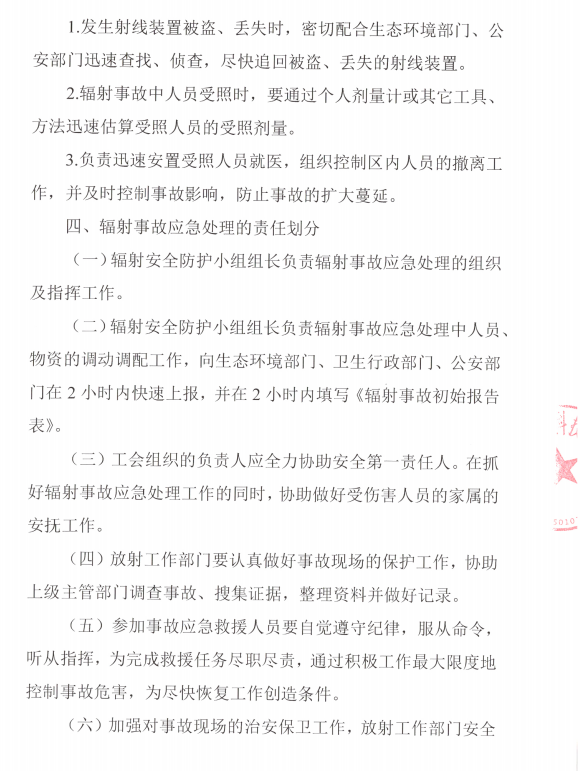 1.发生射线装置被盗、丢失时，密切配合生态环境部门、公
安部门迅速查找、侦查，尽快追回被盗、丢失的射线装置。
2.辐射事故中人员受照时，要通过个人剂量计或其它工具、
方法迅速估算受照人员的受照剂量。
3.负责迅速安置受照人员就医，组织控制区内人员的撤离工
作，并及时控制事故影响，防止事故的扩大蔓延。
四、辐射事故应急处理的责任划分
（一）辐射安全防护小组组长负责辐射事故应急处理的组织
及指挥工作。
（二）辐射安全防护小组组长负责辐射事故应急处理中人员、
物资的调动调配工作，向生态环境部门、卫生行政部门、公安部
门在 2 小时内快速上报，并在 2 小时内填写《辐射事故初始报告
表》。
（三）工会组织的负责人应全力协助安全第一责任人。在抓
好辐射事故应急处理工作的同时，协助做好受伤害人员的家属的
安抚工作。
（四）放射工作部门要认真做好事故现场的保护工作，协助
上级主管部门调查事故、搜集证据，整理资料并做好记录。
（五）参加事故应急救援人员要自觉遵守纪律，服从命令，
听从指挥，为完成救援任务尽职尽责，通过积极工作最大限度地
控制事故危害，为尽快恢复工作创造条件。
（六）加强对事故现场的治安保卫工作，放射工作部门安全